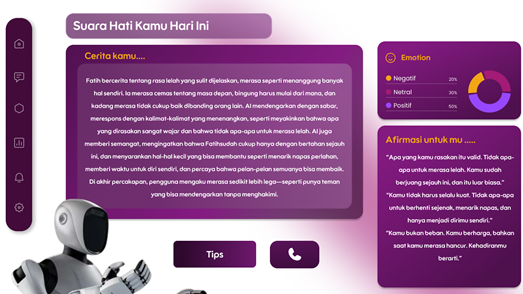 Suara Hati Kamu Hari Ini
Cerita kamu....
Fatih bercerita tentang rasa lelah yang sulit dijelaskan, merasa seperti menanggung banyak
hal sendiri. Ia merasa cemas tentang masa depan, bingung harus mulai dari mana, dan
kadang merasa tidak cukup baik dibanding orang lain. AI mendengarkan dengan sabar,
merespons dengan kalimat-kalimat yang menenangkan, seperti meyakinkan bahwa apa
yang dirasakan sangat wajar dan bahwa tidak apa-apa untuk merasa lelah. AI juga
memberi semangat, mengingatkan bahwa Fatihsudah cukup hanya dengan bertahan sejauh
ini, dan menyarankan hal-hal kecil yang bisa membantu seperti menarik napas perlahan,
memberi waktu untuk diri sendiri, dan percaya bahwa pelan-pelan semuanya bisa membaik.
Di akhir percakapan, pengguna mengaku merasa sedikit lebih lega—seperti punya teman
yang bisa mendengarkan tanpa menghakimi.
Tips
Emotion
Negatif 20%
Netral 30%
Positif 50%
Afirmasi untuk mu .....
"Apa yang kamu rasakan itu valid. Tidak apa-
apa untuk merasa lelah. Kamu sudah
berjuang sejauh ini, dan itu luar biasa."
"Kamu tidak harus selalu kuat. Tidak apa-apa
untuk berhenti sejenak, menarik napas, dan
hanya menjadi dirimu sendiri."
"Kamu bukan beban. Kamu berharga, bahkan
saat kamu merasa hancur. Kehadiranmu
berarti."